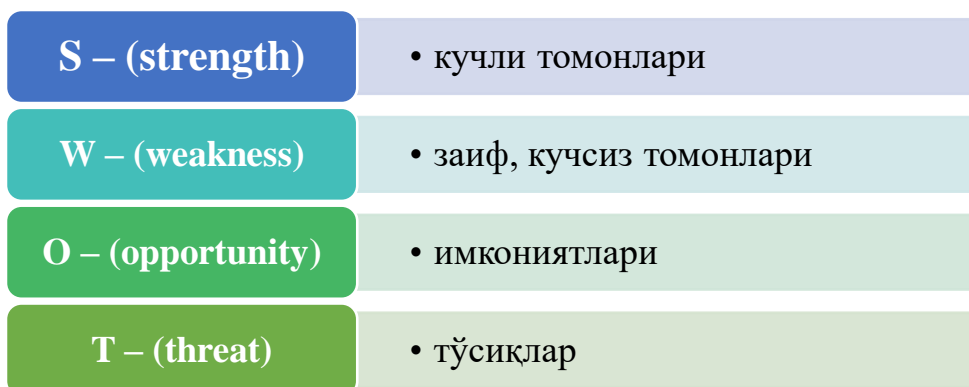 S – (strength)
• кучли томонлари
W – (weakness)
• заиф, кучсиз томонлари
O – (opportunity)
• имкониятлари
T – (threat)
• тўсиқлар